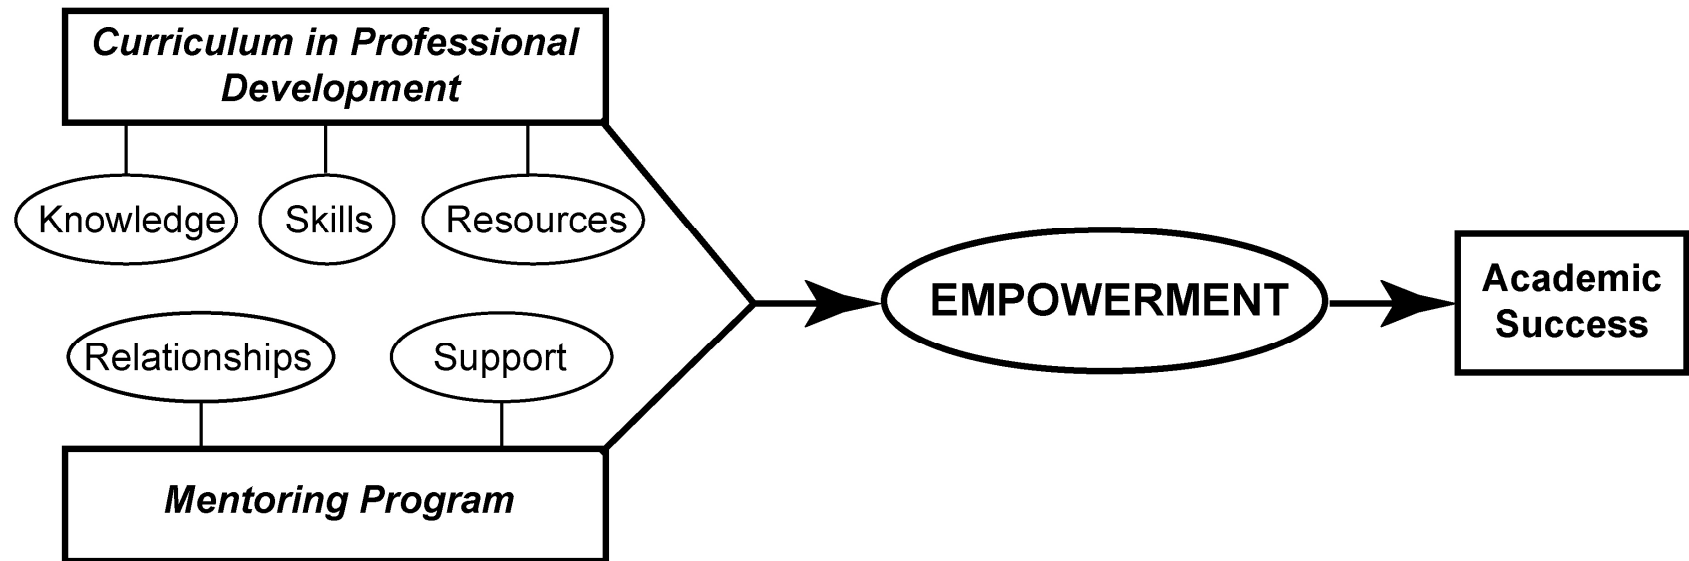 Curriculum in Professional
Development
Knowledge
Skills
Resources
Relationships
Support
Mentoring Program
EMPOWERMENT
Academic
Success